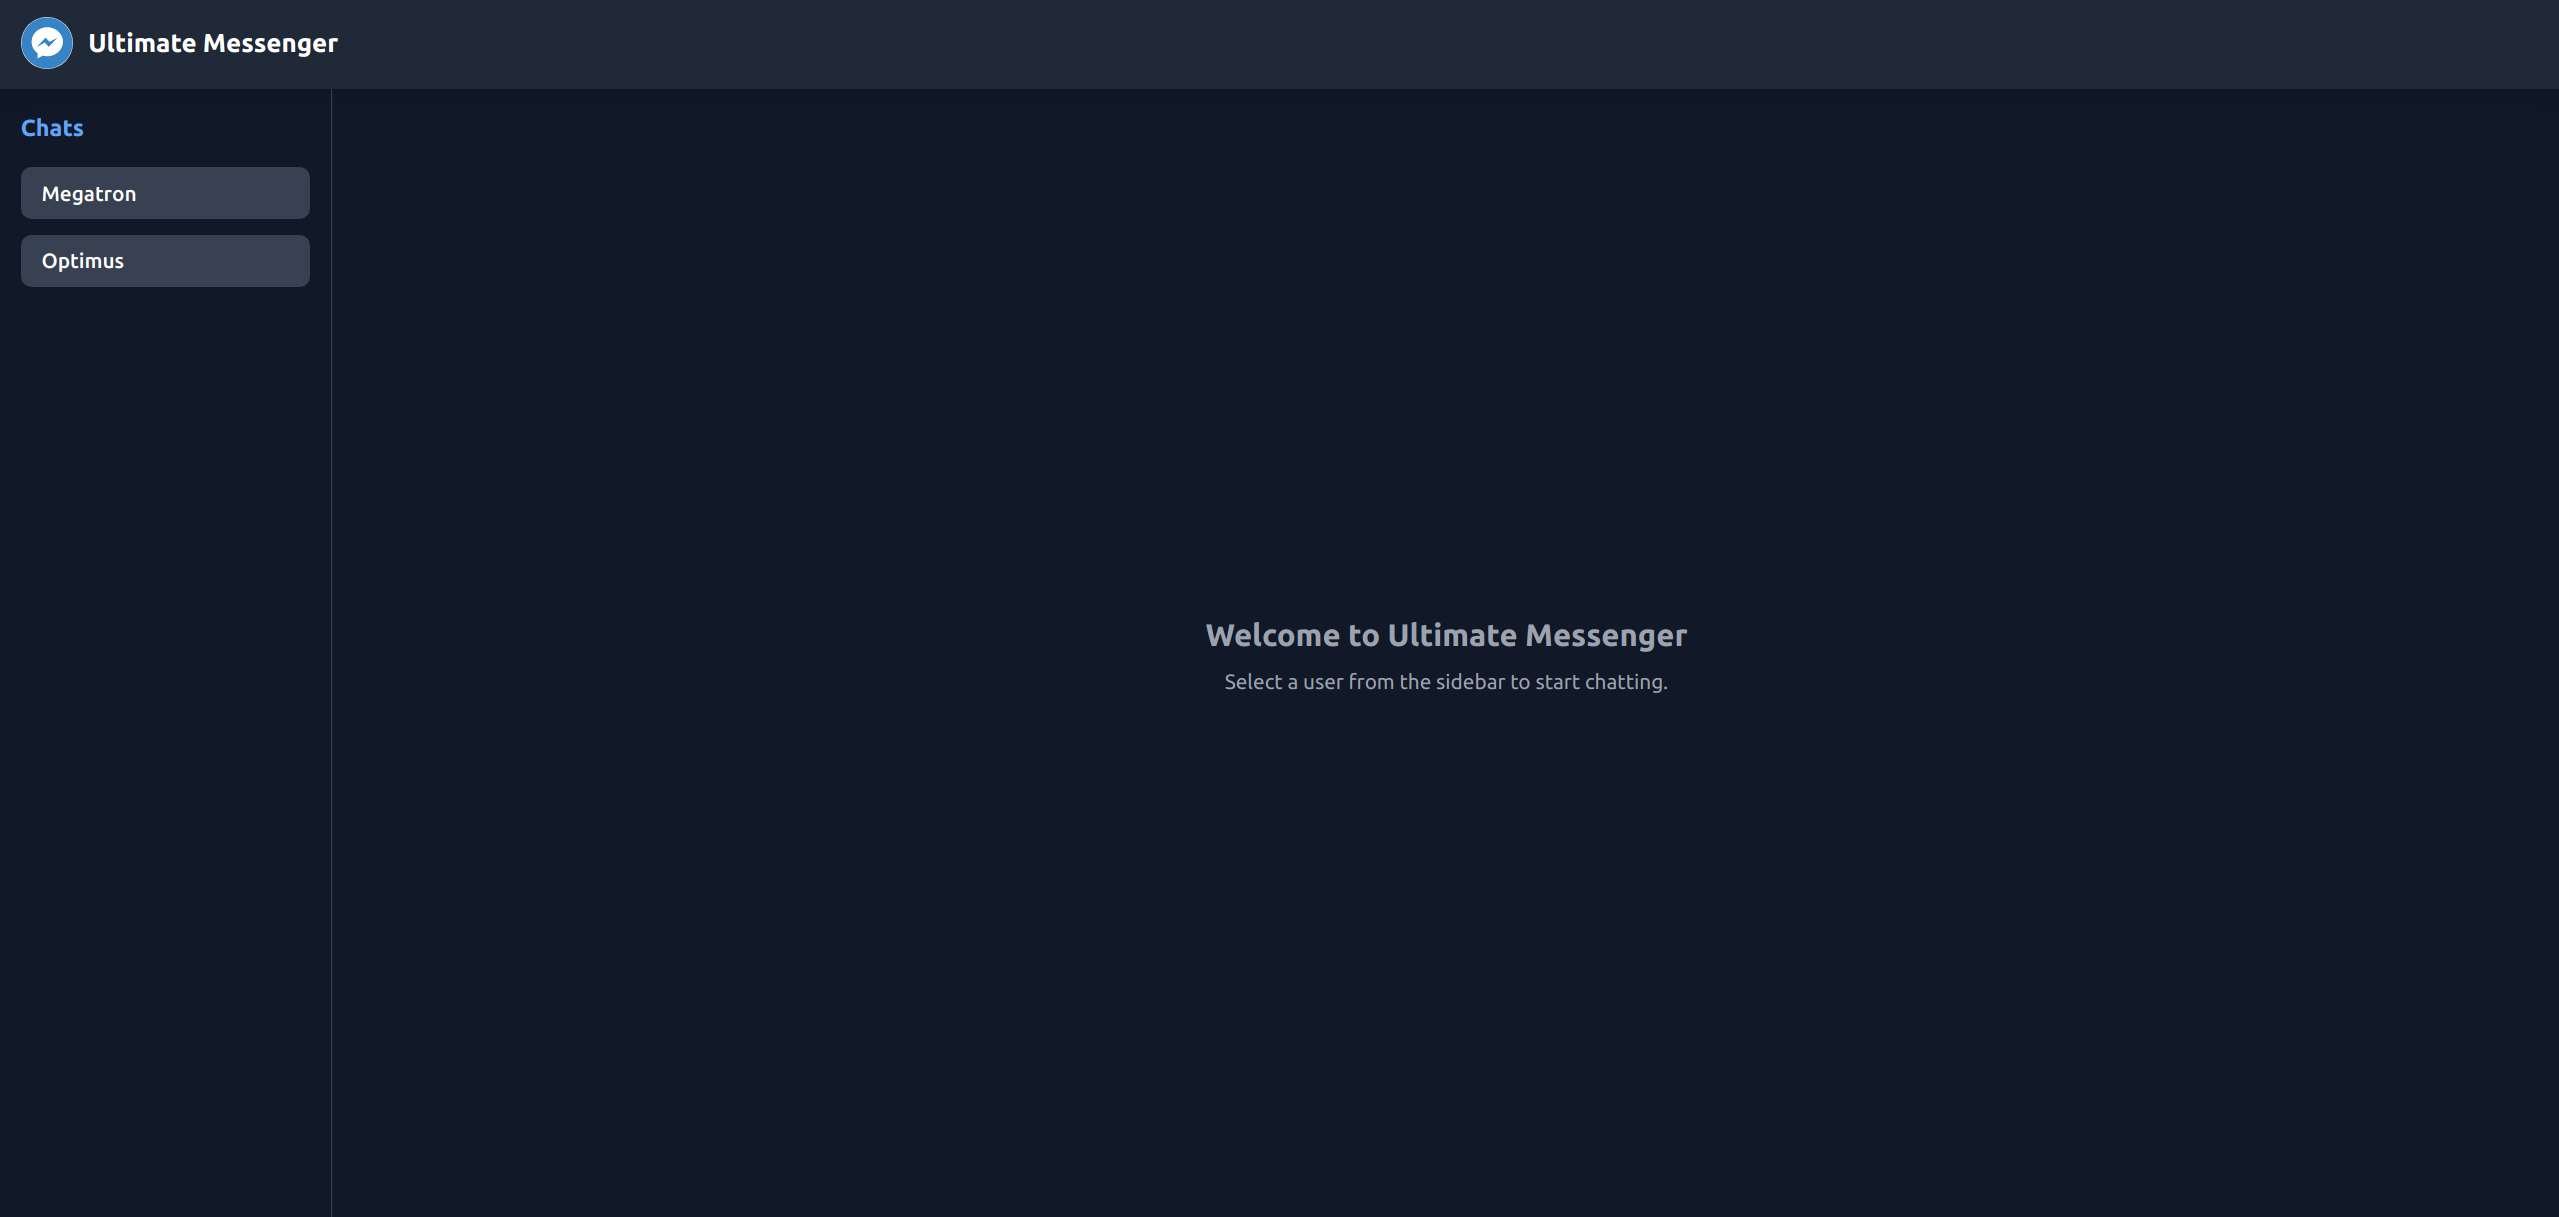 Ultimate Messenger
Chats
Megatron
Optimus
Welcome to Ultimate Messenger
Select a user from the sidebar to start chatting.